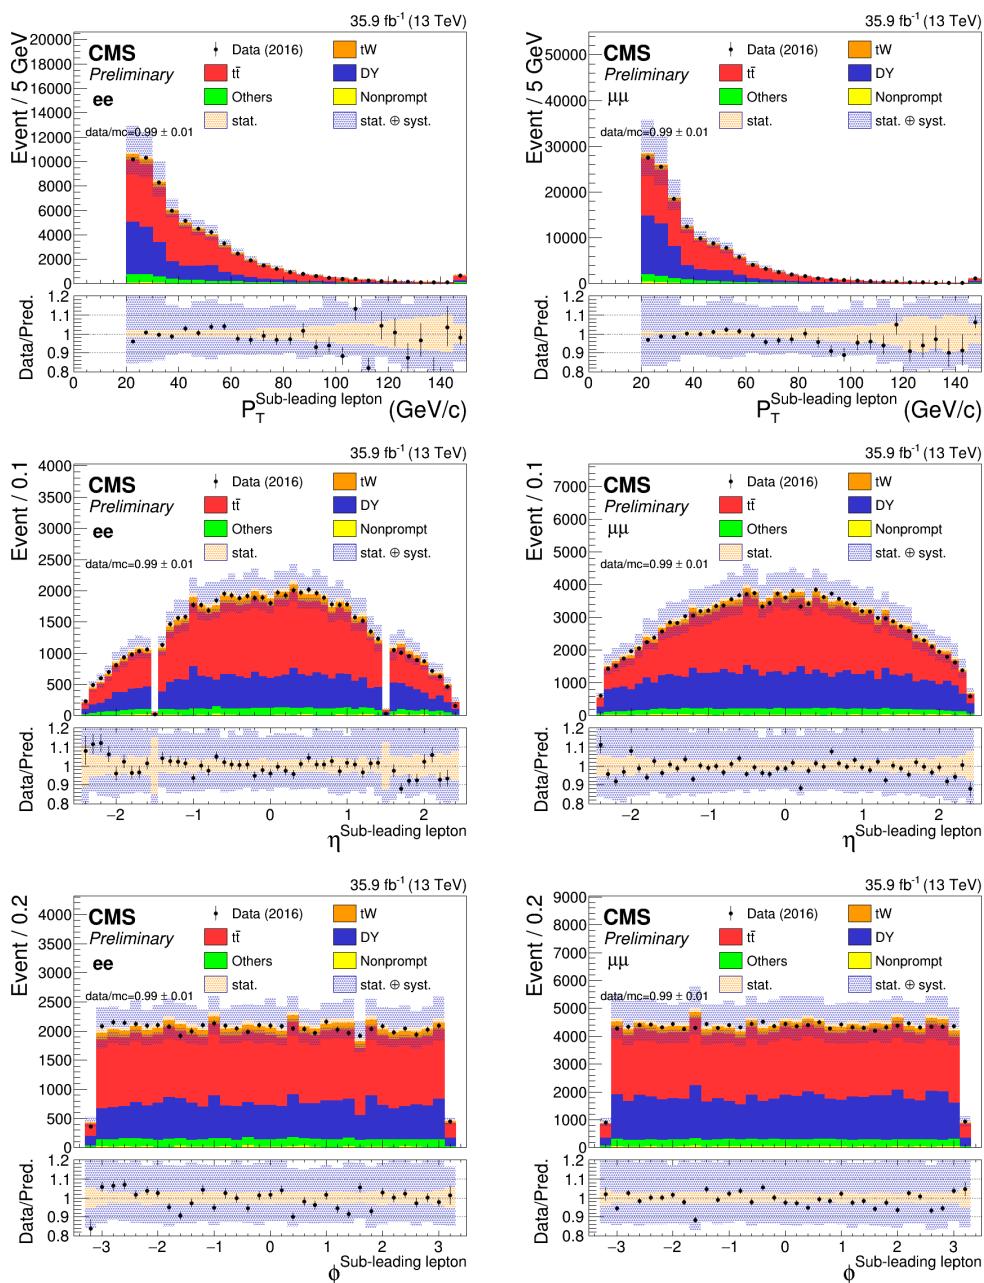 35.9 fb⁻¹ (13 TeV)
Event / 5 GeV
20000
18000
16000
14000
12000
10000
8000
6000
4000
2000
0
CMS
Preliminary
ee
Data (2016)
tt̄
Others
stat.
tW
DY
Nonprompt
stat. ⊕ syst.
data/mc=0.99 ± 0.01
Data/Pred.
1.2
1.1
1
0.9
0.8
0 20 40 60 80 100 120 140
P_T^Sub-leading lepton (GeV/c)
35.9 fb⁻¹ (13 TeV)
Event / 5 GeV
50000
40000
30000
20000
10000
0
CMS
Preliminary
μμ
Data (2016)
tt̄
Others
stat.
tW
DY
Nonprompt
stat. ⊕ syst.
data/mc=0.99 ± 0.01
Data/Pred.
1.2
1.1
1
0.9
0.8
0 20 40 60 80 100 120 140
P_T^Sub-leading lepton (GeV/c)
35.9 fb⁻¹ (13 TeV)
Event / 0.1
4000
3500
3000
2500
2000
1500
1000
500
0
CMS
Preliminary
ee
Data (2016)
tt̄
Others
stat.
tW
DY
Nonprompt
stat. ⊕ syst.
data/mc=0.99 ± 0.01
Data/Pred.
1.2
1.1
1
0.9
0.8
−2 −1 0 1 2
η^Sub-leading lepton
35.9 fb⁻¹ (13 TeV)
Event / 0.1
7000
6000
5000
4000
3000
2000
1000
0
CMS
Preliminary
μμ
Data (2016)
tt̄
Others
stat.
tW
DY
Nonprompt
stat. ⊕ syst.
data/mc=0.99 ± 0.01
Data/Pred.
1.2
1.1
1
0.9
0.8
−2 −1 0 1 2
η^Sub-leading lepton
35.9 fb⁻¹ (13 TeV)
Event / 0.2
4000
3500
3000
2500
2000
1500
1000
500
0
CMS
Preliminary
ee
Data (2016)
tt̄
Others
stat.
tW
DY
Nonprompt
stat. ⊕ syst.
data/mc=0.99 ± 0.01
Data/Pred.
1.2
1.1
1
0.9
0.8
−3 −2 −1 0 1 2 3
ϕ^Sub-leading lepton
35.9 fb⁻¹ (13 TeV)
Event / 0.2
9000
8000
7000
6000
5000
4000
3000
2000
1000
0
CMS
Preliminary
μμ
Data (2016)
tt̄
Others
stat.
tW
DY
Nonprompt
stat. ⊕ syst.
data/mc=0.99 ± 0.01
Data/Pred.
1.2
1.1
1
0.9
0.8
−3 −2 −1 0 1 2 3
ϕ^Sub-leading lepton